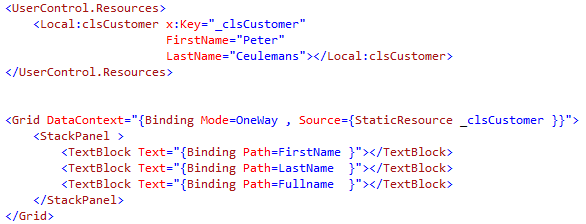 <UserControl.Resources>
    <Local:clsCustomer x:Key="_clsCustomer"
                       FirstName="Peter"
                       LastName="Ceulemans"></Local:clsCustomer>
</UserControl.Resources>
<Grid DataContext="{Binding Mode=OneWay , Source={StaticResource _clsCustomer }}">
    <StackPanel >
        <TextBlock Text="{Binding Path=FirstName }"></TextBlock>
        <TextBlock Text="{Binding Path=LastName  }"></TextBlock>
        <TextBlock Text="{Binding Path=Fullname  }"></TextBlock>
    </StackPanel>
</Grid>